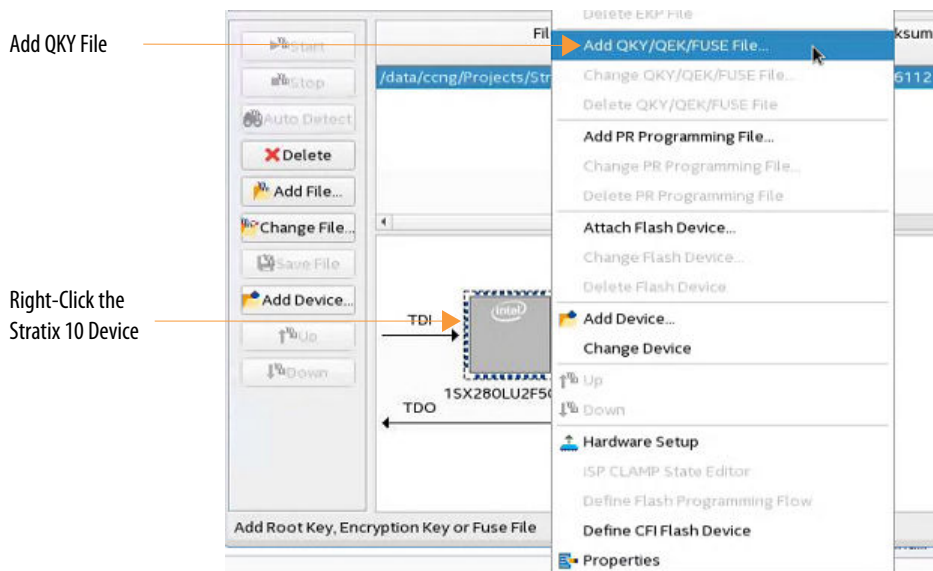 Delete EKP File
Add QKY File
Start
Fil
Add QKY/QEK/FUSE File...
ksum
Stop
/data/ccng/Projects/Str
Change QKY/QEK/FUSE File...
6112
Delete QKY/QEK/FUSE File
Auto Detect
Add PR Programming File...
Delete
Change PR Programming File...
Add File...
Delete PR Programming File
Change File...
Attach Flash Device...
Save File
Change Flash Device...
Delete Flash Device
Right-Click the
Stratix 10 Device
Add Device...
TDI
intel
Add Device...
Up
Change Device
Down
Up
1SX280LU2F50
TDO
Down
Hardware Setup
ISP CLAMP State Editor
Define Flash Programming Flow
Add Root Key, Encryption Key or Fuse File
Define CFI Flash Device
Properties